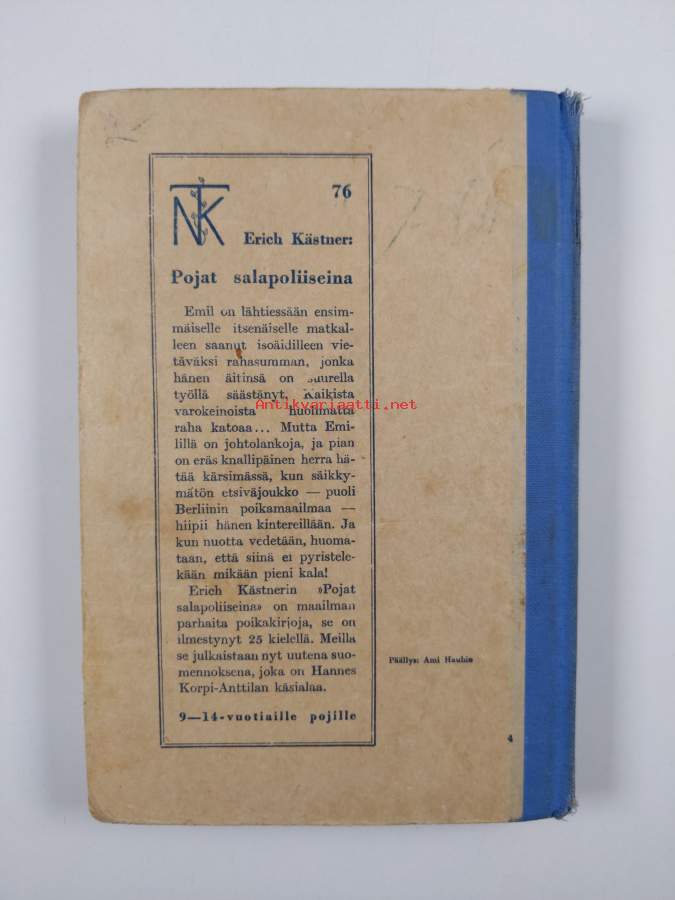 NTK
76
Erich Kästner:
Pojat salapoliiseina
Emil on lähtiessään ensim-
mäiselle itsenäiselle matkal-
leen saanut isoäidilleen vie-
täväksi rahasumman, jonka
hänen äitinsä on suurella
työllä säästänyt. Kaikista
Antikvariaatti.net
varokeinoista huolimatta
raha katoaa... Mutta Emi-
lillä on johtolankoja, ja pian
on eräs knallipäinen herra hä-
tää kärsimässä, kun säikky-
mätön etsiväjoukko — puoli
Berliinin poikamaailmaa —
hiipii hänen kintereillään. Ja
kun nuotta vedetään, huoma-
taan, että siinä ei pyristele-
kään mikään pieni kala!
Erich Kästnerin »Pojat
salapoliiseina» on maailman
parhaita poikakirjoja, se on
ilmestynyt 25 kielellä. Meillä
se julkaistaan nyt uutena suo-
mennoksena, joka on Hannes
Korpi-Anttilan käsialaa.
9—14-vuotiaille pojille
Päällys: Ami Hauhio
4